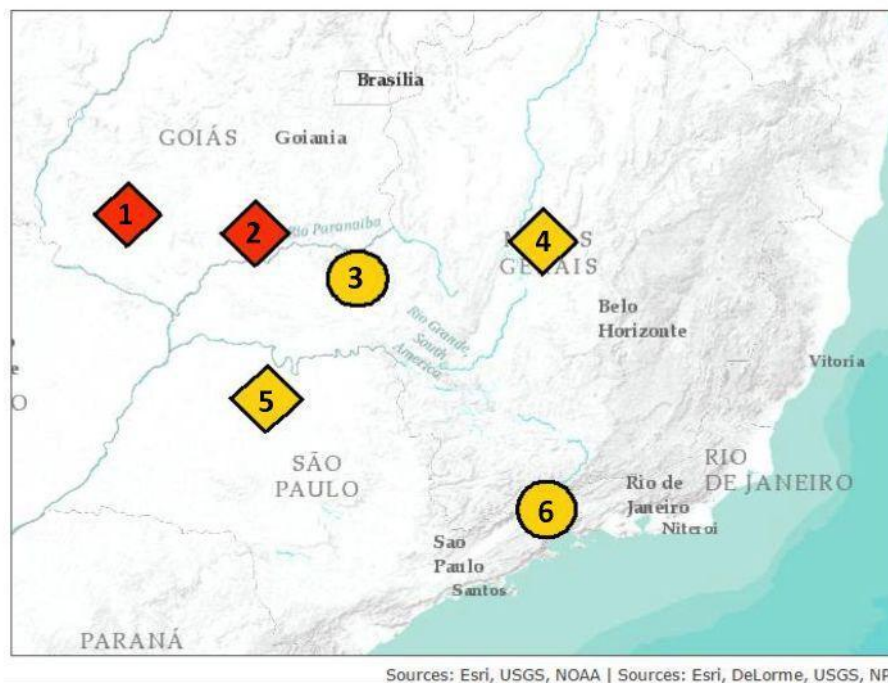 Brasília
GOIÁS
Goiania
1
2
Rio Paranaiba
3
4
GERAIS
Rio Grande,
South
America
Belo
Horizonte
Vitoria
5
SÃO
PAULO
RIO
DE JANEIRO
Rio de
Janeiro
Niteroi
6
Sao
Paulo
Santos
PARANÁ
O
Sources: Esri, USGS, NOAA | Sources: Esri, DeLorme, USGS, NP